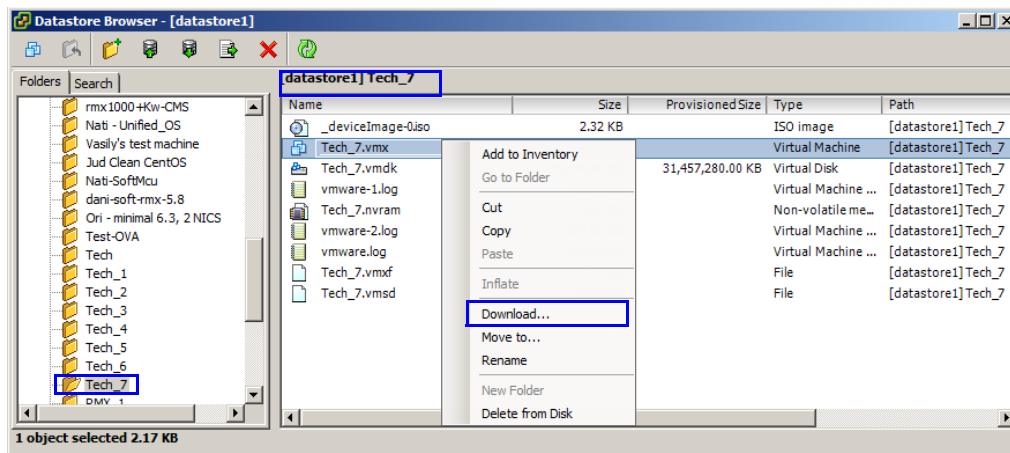 Datastore Browser - [datastore1]
Folders Search
[datastore1] Tech_7
rmx1000+Kw-CMS
Nati - Unified_OS
Vasily's test machine
Jud Clean CentOS
Nati-SoftMcu
dani-soft-rmx-5.8
Ori - minimal 6.3, 2 NICS
Test-OVA
Tech
Tech_1
Tech_2
Tech_3
Tech_4
Tech_5
Tech_6
Tech_7
RMX_1
Name Size Provisioned Size Type Path
_deviceImage-0.iso 2.32 KB ISO image [datastore1] Tech_7
Tech_7.vmx Virtual Machine [datastore1] Tech_7
Tech_7.vmdk 31,457,280.00 KB Virtual Disk [datastore1] Tech_7
vmware-1.log Virtual Machine ... [datastore1] Tech_7
Tech_7.nvram Non-volatile me... [datastore1] Tech_7
vmware-2.log Virtual Machine ... [datastore1] Tech_7
vmware.log Virtual Machine ... [datastore1] Tech_7
Tech_7.vmxf File [datastore1] Tech_7
Tech_7.vmsd File [datastore1] Tech_7
Add to Inventory
Go to Folder
Cut
Copy
Paste
Inflate
Download...
Move to...
Rename
New Folder
Delete from Disk
1 object selected 2.17 KB